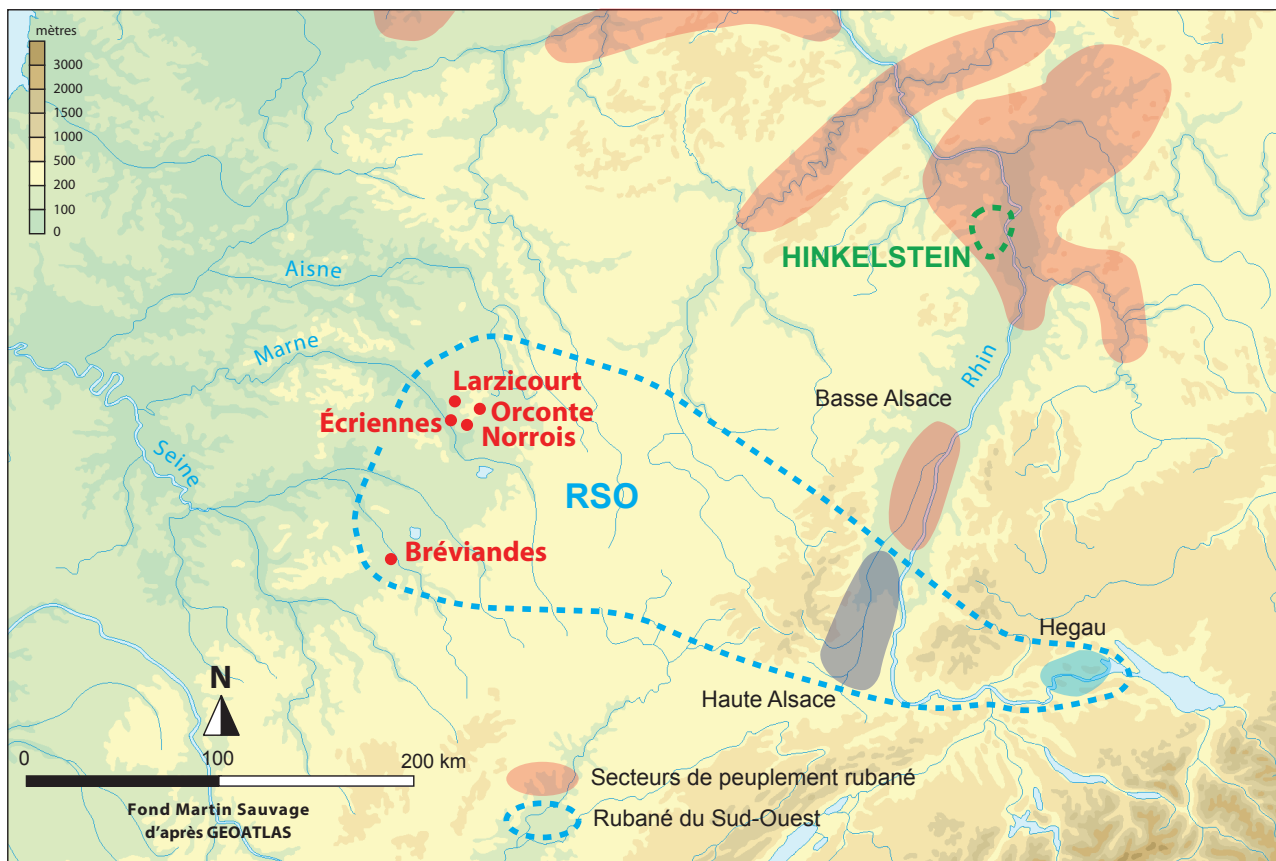 mètres
3000
2000
1500
1000
500
200
100
0
Aisne
Marne
Seine
Rhin
HINKELSTEIN
Larzicourt
Écriennes
Orconte
Norrois
Basse Alsace
RSO
Bréviandes
Hegau
Haute Alsace
N
0 100 200 km
Fond Martin Sauvage
d'après GEOATLAS
Secteurs de peuplement rubané
Rubané du Sud-Ouest